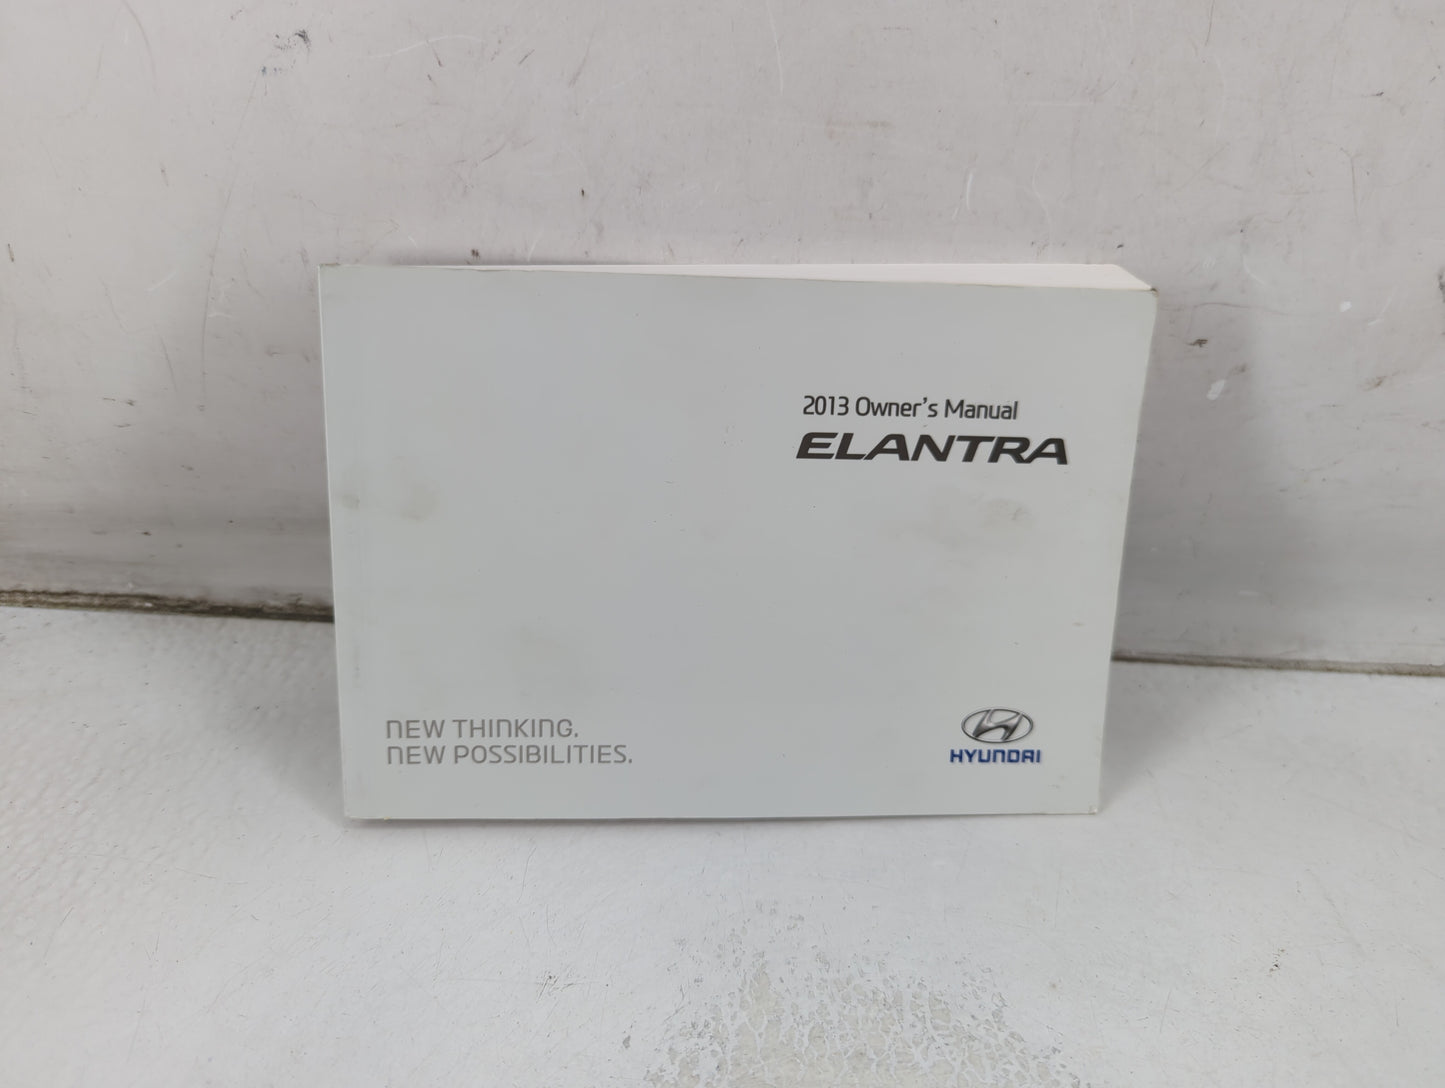 2013 Owner's Manual
ELANTRA
NEW THINKING.
NEW POSSIBILITIES.
HYUNDAI